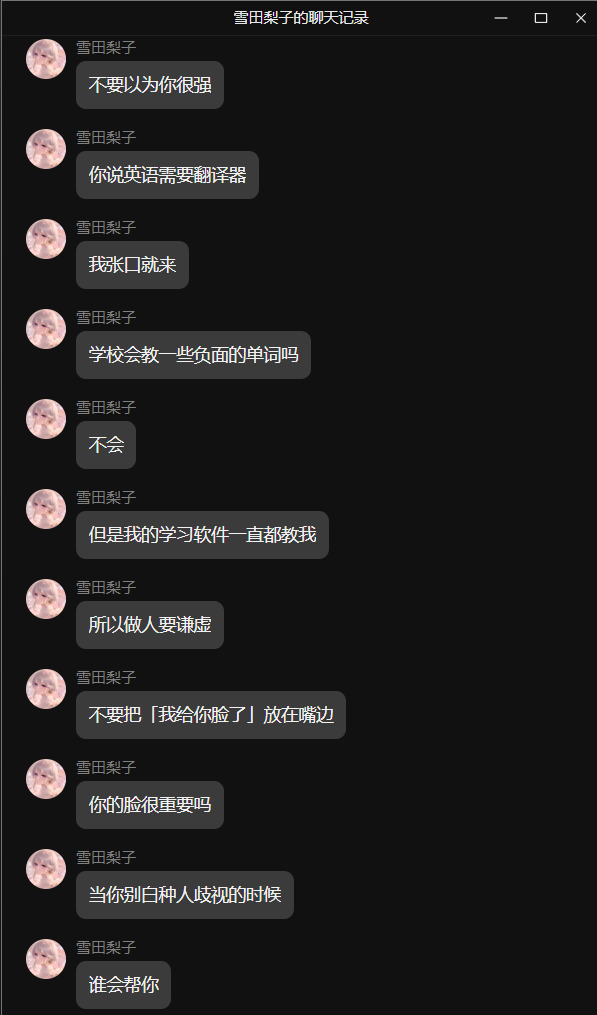 雪田梨子的聊天记录
雪田梨子
不要以为你很强
雪田梨子
你说英语需要翻译器
雪田梨子
我张口就来
雪田梨子
学校会教一些负面的单词吗
雪田梨子
不会
雪田梨子
但是我的学习软件一直都教我
雪田梨子
所以做人要谦虚
雪田梨子
不要把「我给你脸了」放在嘴边
雪田梨子
你的脸很重要吗
雪田梨子
当你别白种人歧视的时候
雪田梨子
谁会帮你